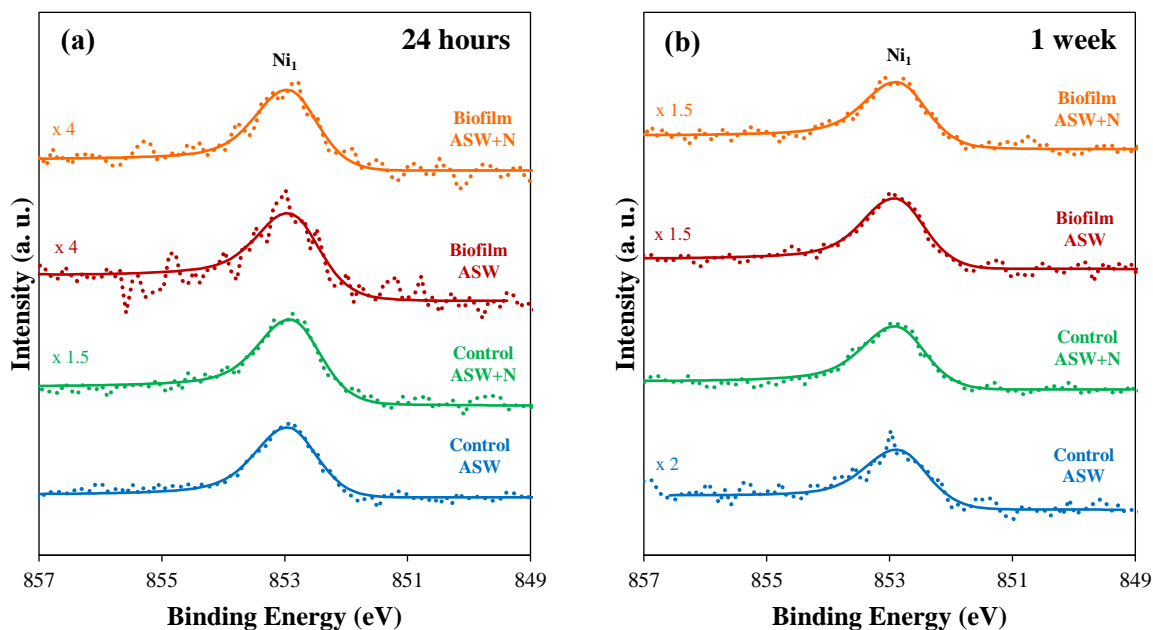 (a)
24 hours
Ni₁
x 4
Biofilm
ASW+N
x 4
Biofilm
ASW
x 1.5
Control
ASW+N
Control
ASW
Intensity (a. u.)
857
855
853
851
849
Binding Energy (eV)
(b)
1 week
Ni₁
x 1.5
Biofilm
ASW+N
x 1.5
Biofilm
ASW
Control
ASW+N
x 2
Control
ASW
Intensity (a. u.)
857
855
853
851
849
Binding Energy (eV)